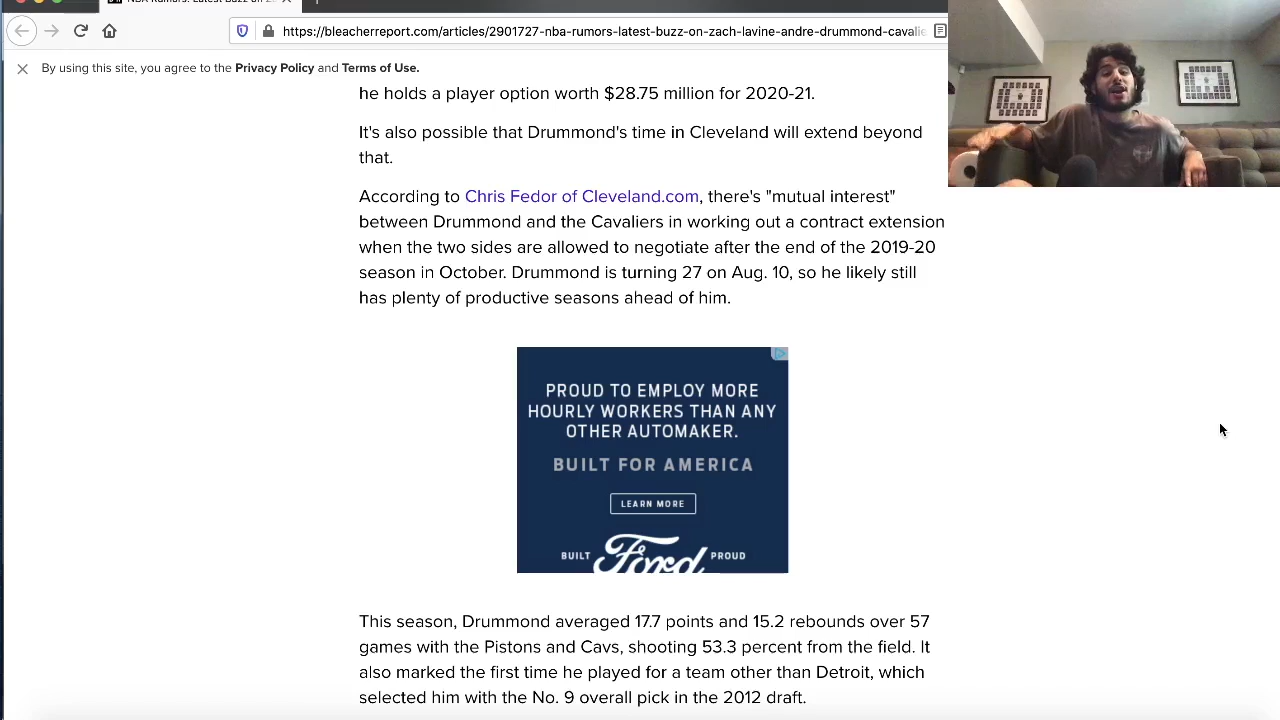 NBA Rumors: Latest Buzz on Z
https://bleacherreport.com/articles/2901727-nba-rumors-latest-buzz-on-zach-lavine-andre-drummond-cavalie
By using this site, you agree to the Privacy Policy and Terms of Use.
he holds a player option worth $28.75 million for 2020-21.
It's also possible that Drummond's time in Cleveland will extend beyond
that.
According to Chris Fedor of Cleveland.com, there's "mutual interest"
between Drummond and the Cavaliers in working out a contract extension
when the two sides are allowed to negotiate after the end of the 2019-20
season in October. Drummond is turning 27 on Aug. 10, so he likely still
has plenty of productive seasons ahead of him.
PROUD TO EMPLOY MORE
HOURLY WORKERS THAN ANY
OTHER AUTOMAKER.
BUILT FOR AMERICA
LEARN MORE
BUILT Ford PROUD
This season, Drummond averaged 17.7 points and 15.2 rebounds over 57
games with the Pistons and Cavs, shooting 53.3 percent from the field. It
also marked the first time he played for a team other than Detroit, which
selected him with the No. 9 overall pick in the 2012 draft.